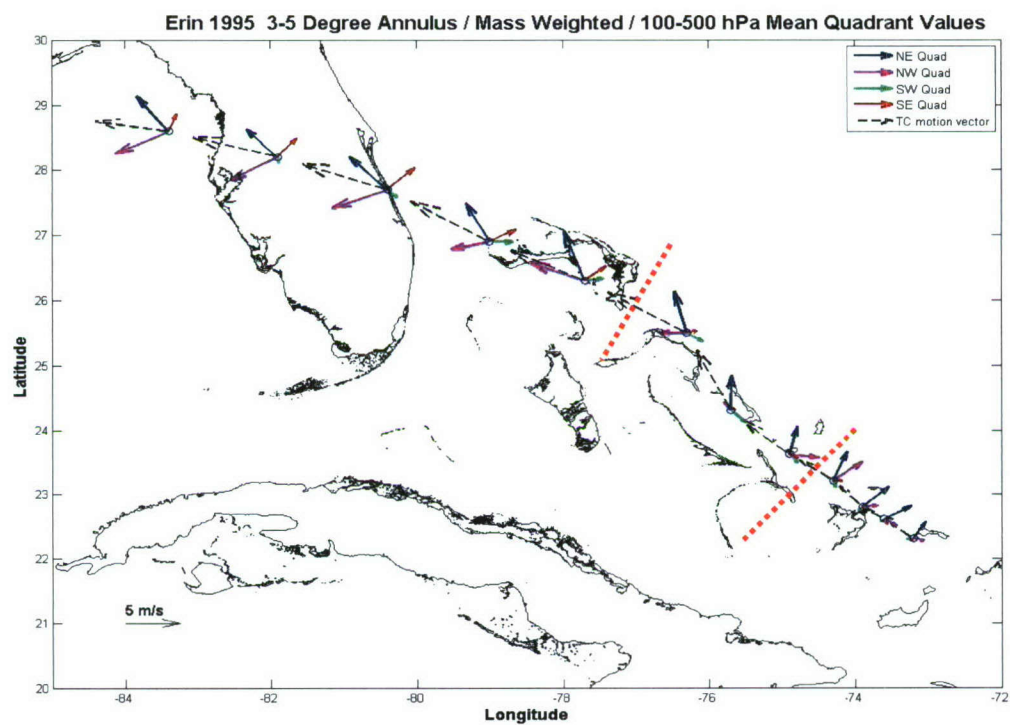 Erin 1995 3-5 Degree Annulus / Mass Weighted / 100-500 hPa Mean Quadrant Values
30
29
28
27
26
25
24
23
22
21
20
Latitude
NE Quad
NW Quad
SW Quad
SE Quad
TC motion vector
5 m/s
-84
-82
-80
-78
-76
-74
-72
Longitude